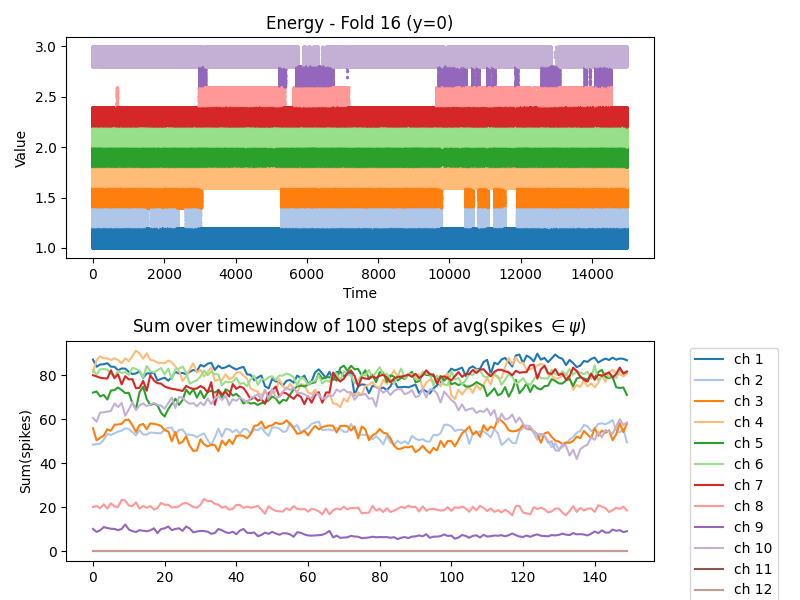 Energy - Fold 16 (y=0)
Value
3.0
2.5
2.0
1.5
1.0
0 2000 4000 6000 8000 10000 12000 14000
Time
Sum over timewindow of 100 steps of avg(spikes ∈ ψ)
Sum(spikes)
80
60
40
20
0
0 20 40 60 80 100 120 140
ch 1
ch 2
ch 3
ch 4
ch 5
ch 6
ch 7
ch 8
ch 9
ch 10
ch 11
ch 12